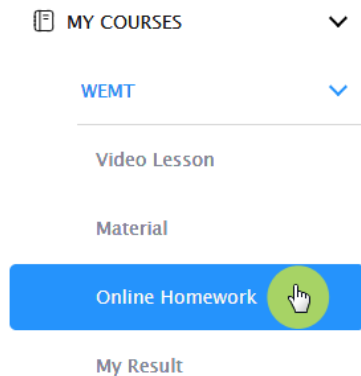 MY COURSES
WEMT
Video Lesson
Material
Online Homework
My Result